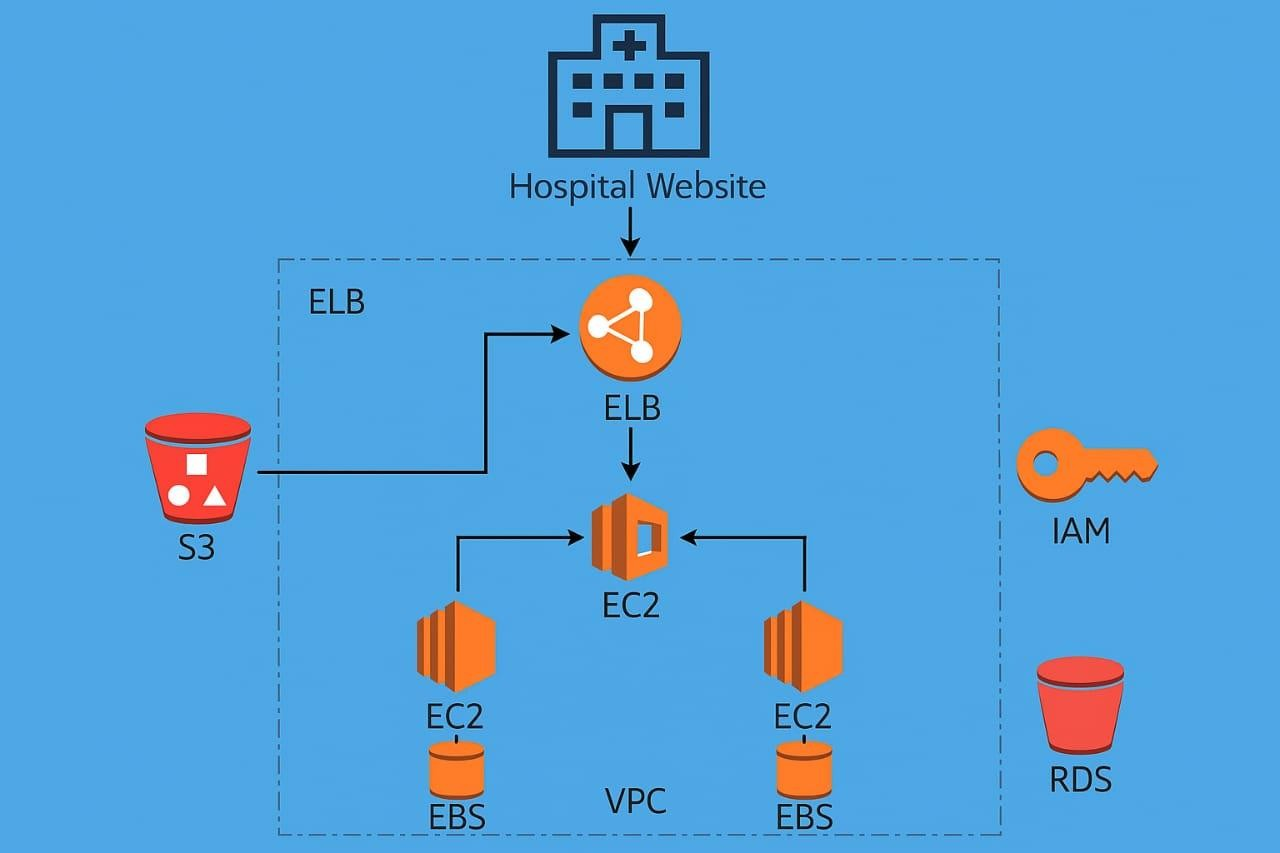 Hospital Website
ELB
ELB
S3
IAM
EC2
EC2
EC2
RDS
VPC
EBS
EBS